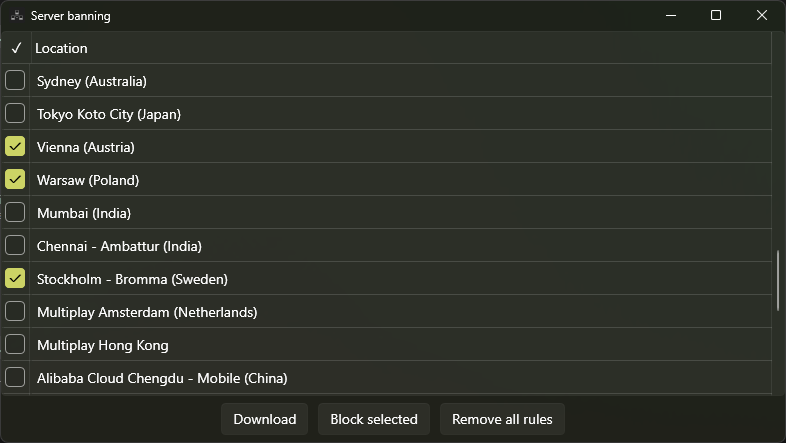 Server banning
Location
Sydney (Australia)
Tokyo Koto City (Japan)
Vienna (Austria)
Warsaw (Poland)
Mumbai (India)
Chennai - Ambattur (India)
Stockholm - Bromma (Sweden)
Multiplay Amsterdam (Netherlands)
Multiplay Hong Kong
Alibaba Cloud Chengdu - Mobile (China)
Download Block selected Remove all rules